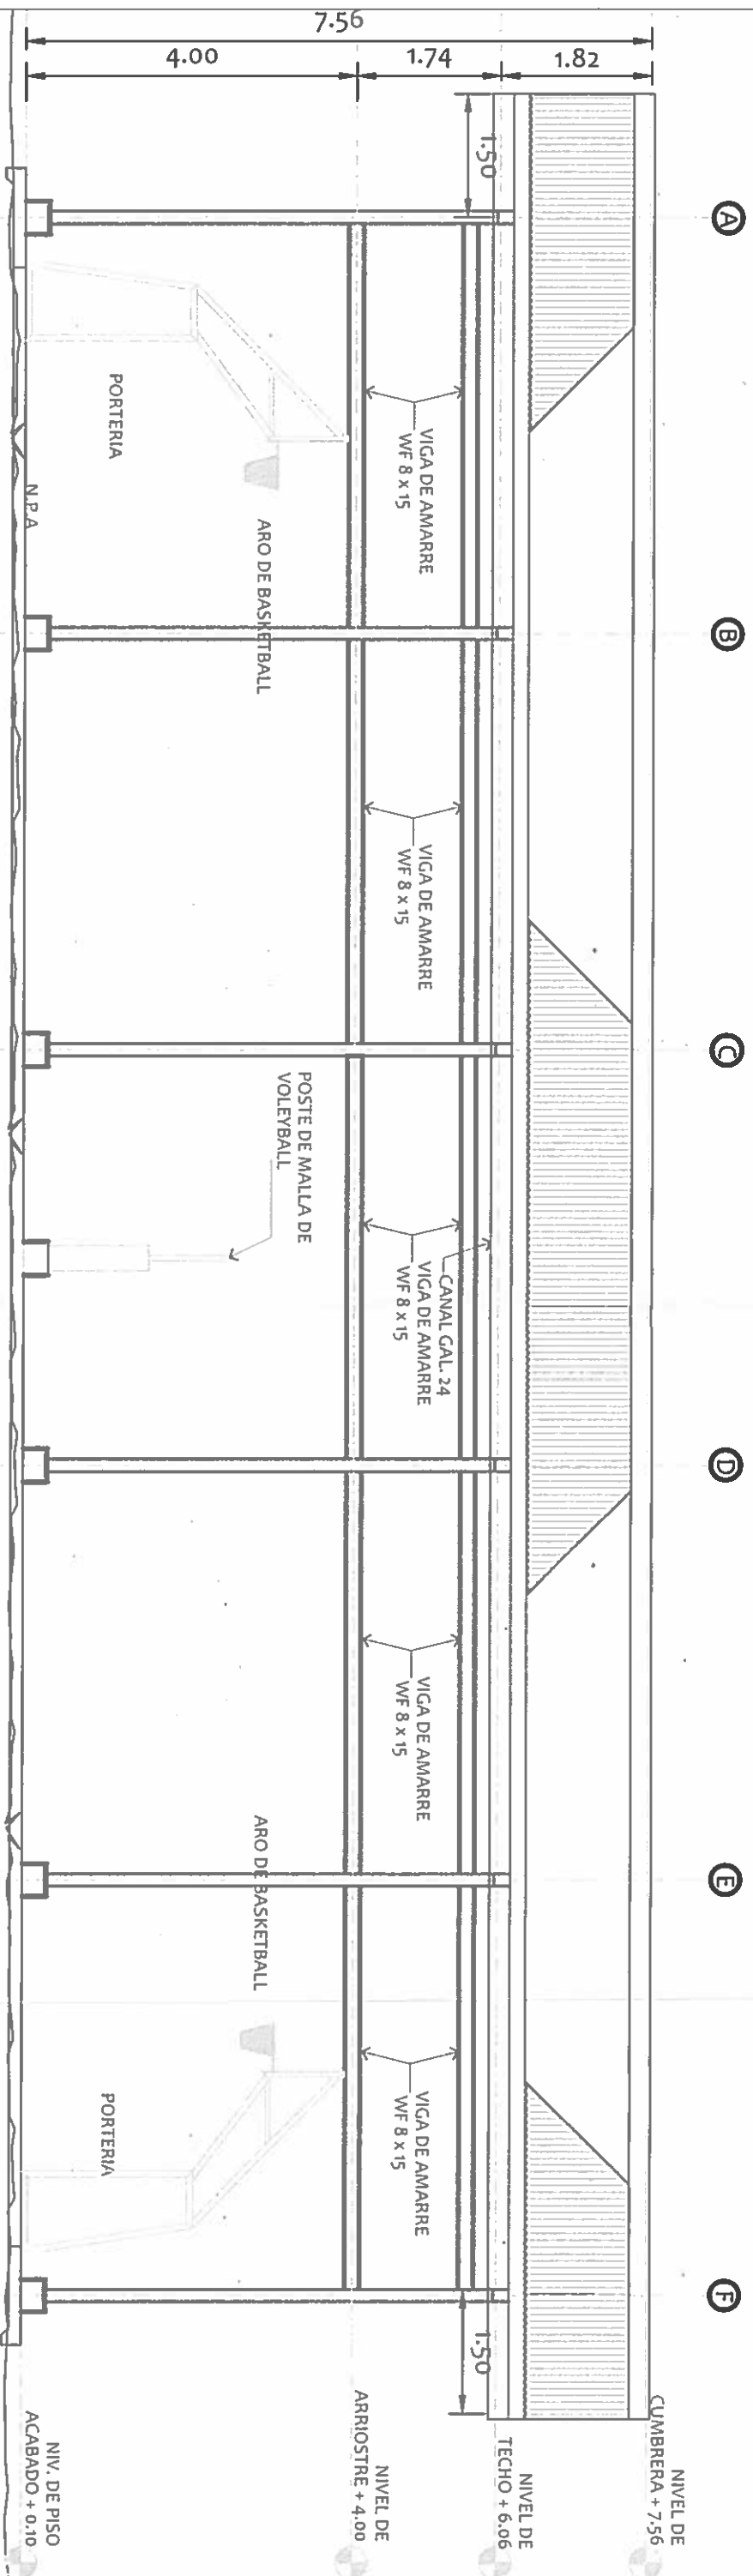 A
B
C
D
E
F
7.56
4.00
1.74
1.82
1.50
VIGA DE AMARRE
WF 8 x 15
VIGA DE AMARRE
WF 8 x 15
CANAL GAL. 24
VIGA DE AMARRE
WF 8 x 15
VIGA DE AMARRE
WF 8 x 15
VIGA DE AMARRE
WF 8 x 15
1.50
ARO DE BASKETBALL
PORTERIA
N.P.A
POSTE DE MALLA DE
VOLEYBALL
ARO DE BASKETBALL
PORTERIA
NIVEL DE
CUMBRERA + 7.56
NIVEL DE
TECHO + 6.06
NIVEL DE
ARRIOSTRE + 4.00
NIV. DE PISO
ACABADO + 0.10